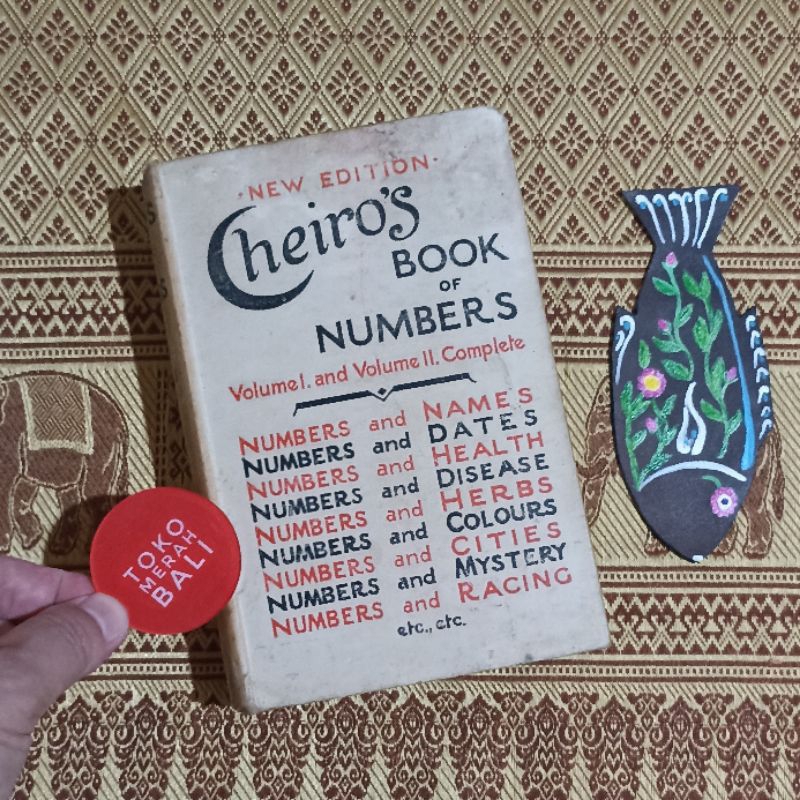 ·NEW EDITION·
Cheiro's
BOOK
OF
NUMBERS
Volume I. and Volume II. Complete
NUMBERS and NAMES
NUMBERS and DATES
NUMBERS and HEALTH
NUMBERS and DISEASE
NUMBERS and HERBS
NUMBERS and COLOURS
NUMBERS and CITIES
NUMBERS and MYSTERY
NUMBERS and RACING
etc., etc.
TOKO
MERAH
BALI